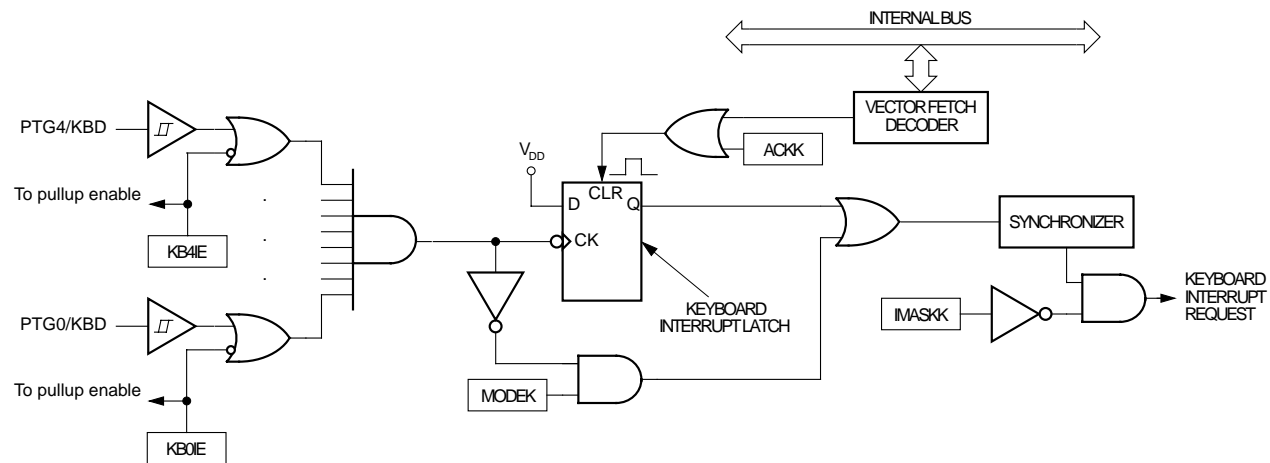 INTERNAL BUS
VECTOR FETCH
DECODER
ACKK
PTG4/KBD
VDD
CLR
D
Q
CK
To pullup enable
KB4IE
SYNCHRONIZER
KEYBOARD
INTERRUPT LATCH
KEYBOARD
INTERRUPT
REQUEST
IMASKK
PTG0/KBD
MODEK
To pullup enable
KB0IE